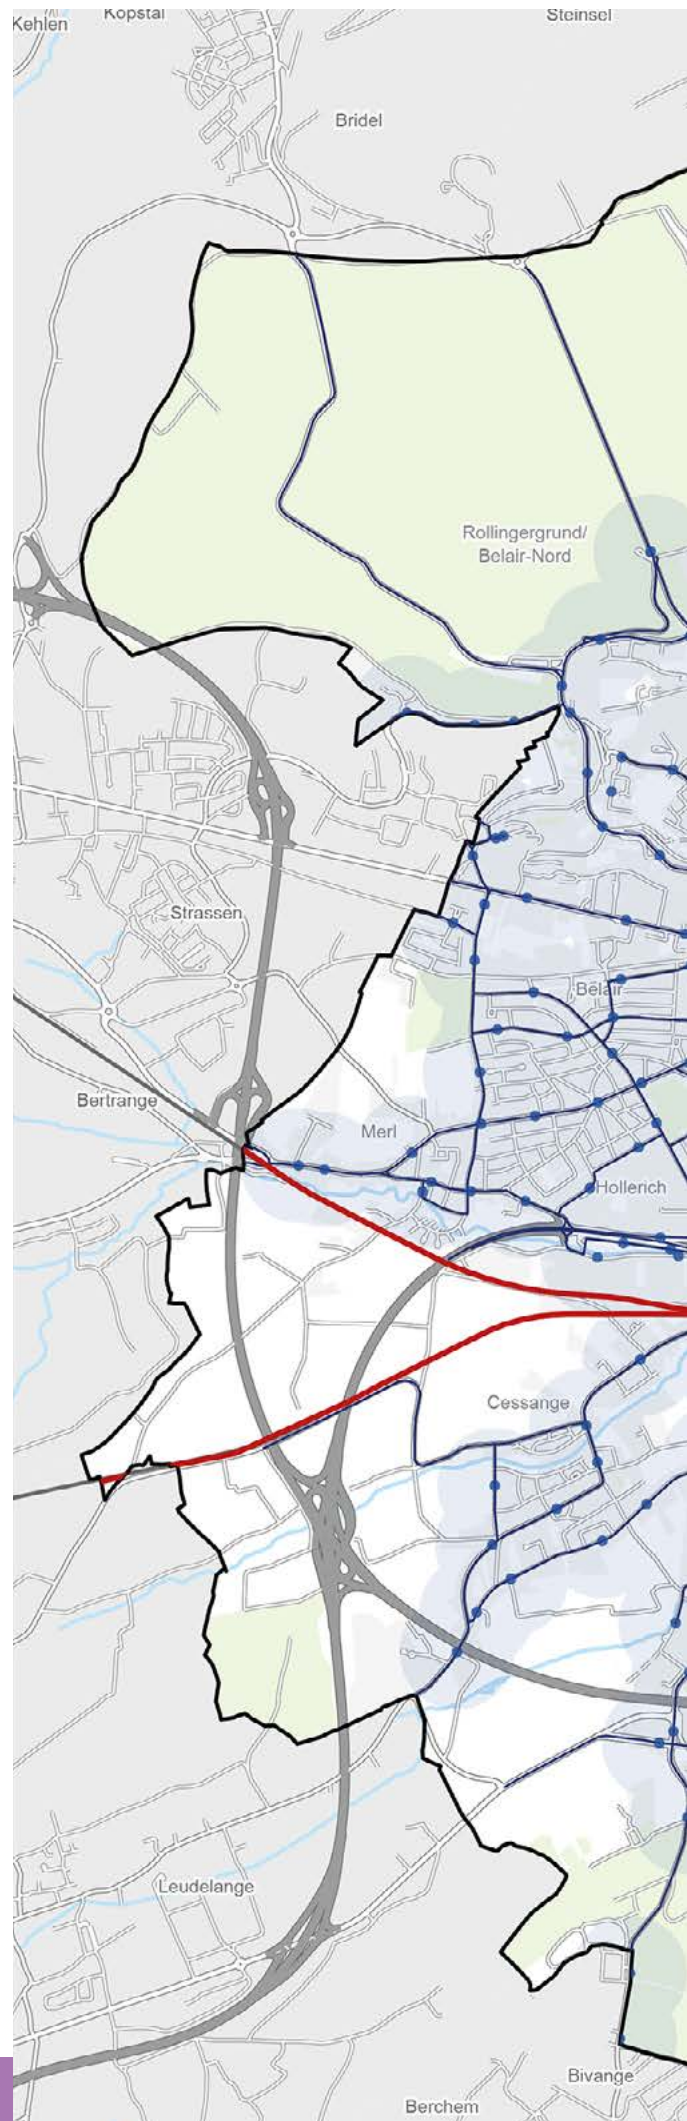 Kehlen
Kopstal
Steinsel
Bridel
Rollingergrund/
Belair-Nord
Strassen
Belair
Bertrange
Merl
Hollerich
Cessange
Leudelange
Bivange
Berchem